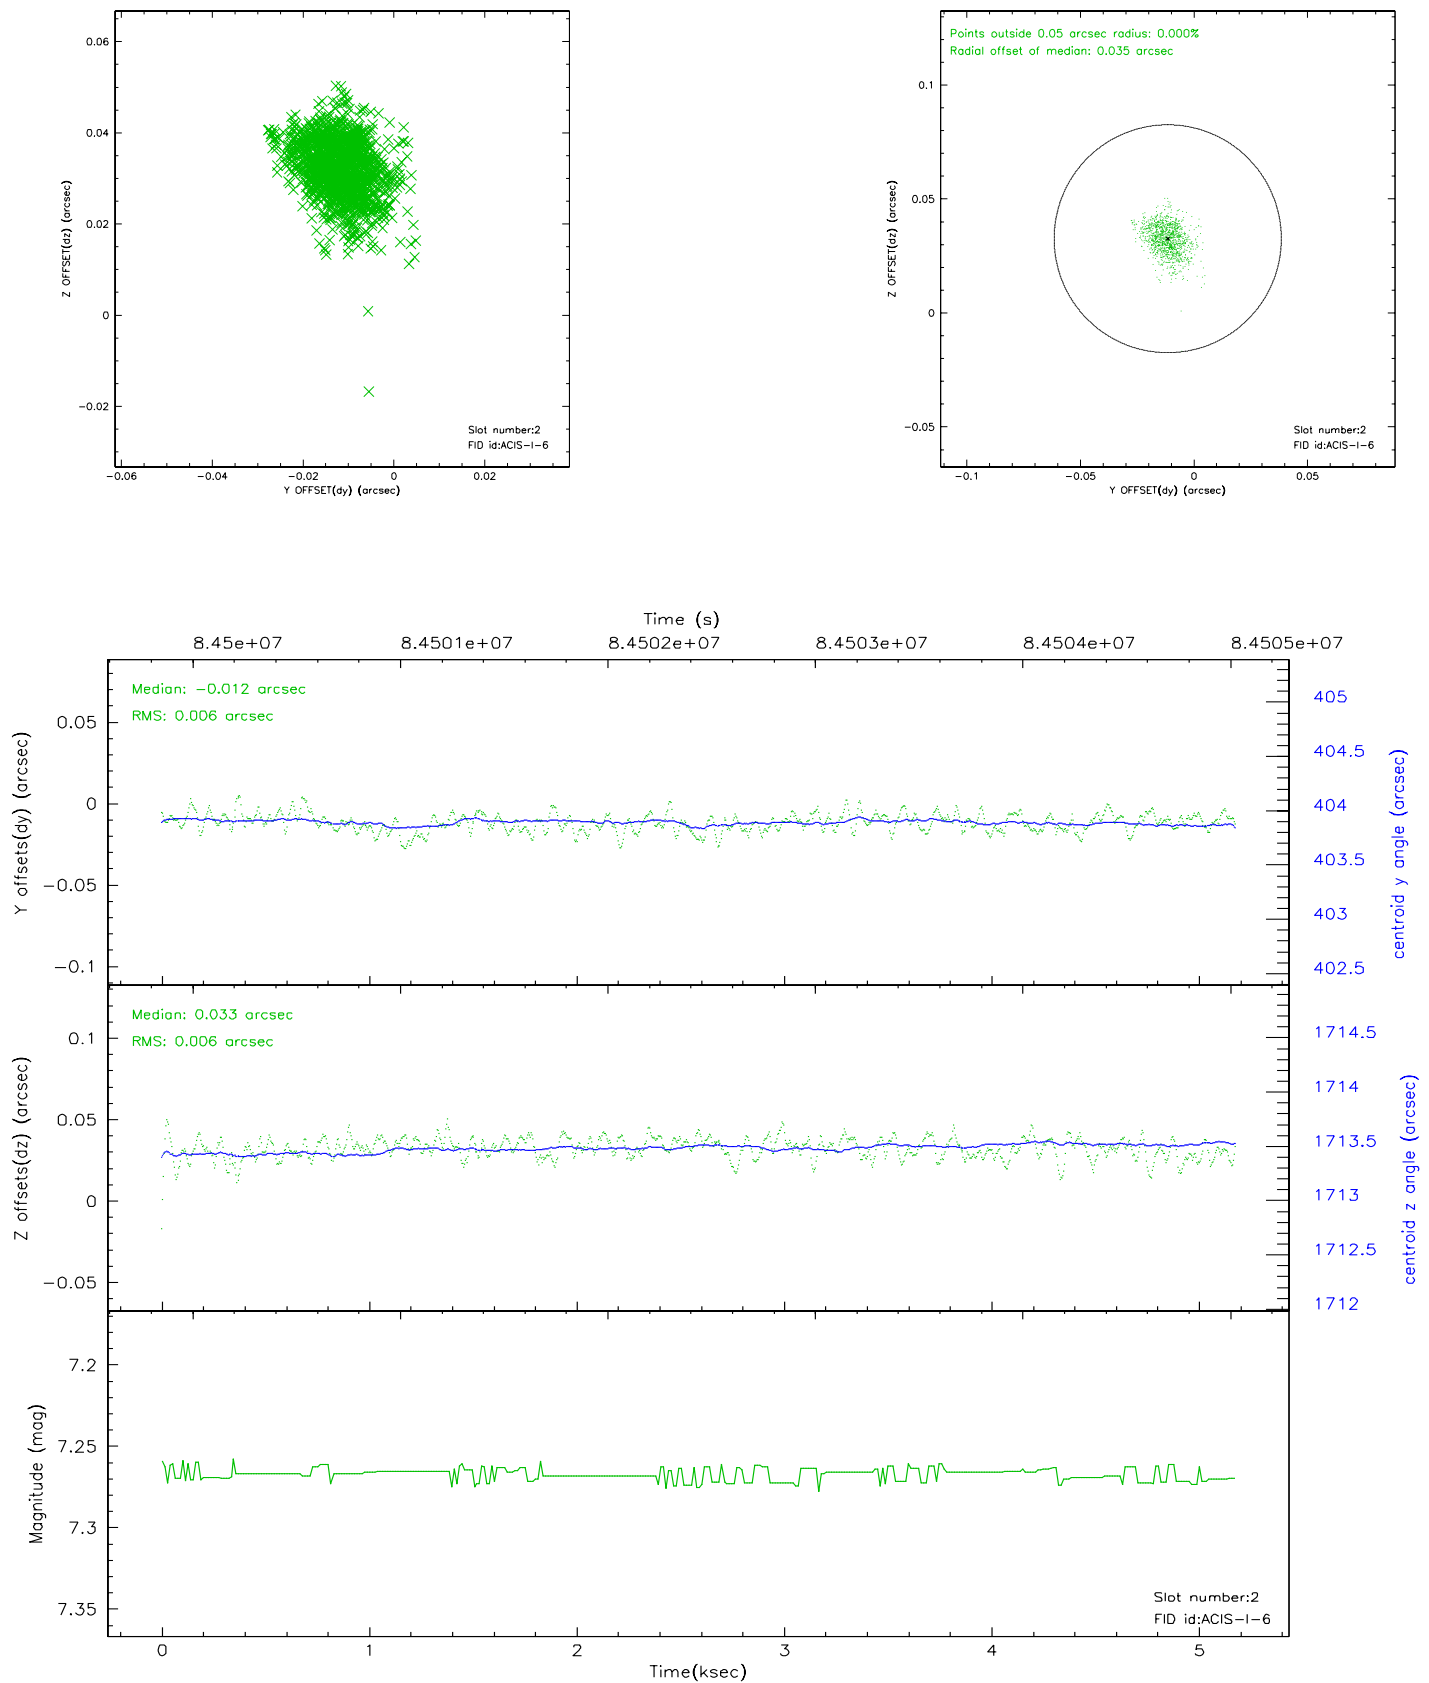 0.06
0.04
0.02
0
−0.02
Z OFFSET(dz) (arcsec)
Slot number:2
FID id:ACIS−I−6
−0.06 −0.04 −0.02 0 0.02
Y OFFSET(dy) (arcsec)
Points outside 0.05 arcsec radius: 0.000%
Radial offset of median: 0.035 arcsec
0.1
0.05
0
−0.05
Z OFFSET(dz) (arcsec)
Slot number:2
FID id:ACIS−I−6
−0.1 −0.05 0 0.05
Y OFFSET(dy) (arcsec)
Time (s)
8.45e+07 8.4501e+07 8.4502e+07 8.4503e+07 8.4504e+07 8.4505e+07
Median: −0.012 arcsec
RMS: 0.006 arcsec
0.05
0
−0.05
−0.1
Y offsets(dy) (arcsec)
405
404.5
404
403.5
403
402.5
centroid y angle (arcsec)
Median: 0.033 arcsec
RMS: 0.006 arcsec
0.1
0.05
0
−0.05
Z offsets(dz) (arcsec)
1714.5
1714
1713.5
1713
1712.5
1712
centroid z angle (arcsec)
7.2
7.25
7.3
7.35
Magnitude (mag)
Slot number:2
FID id:ACIS−I−6
0 1 2 3 4 5
Time(ksec)